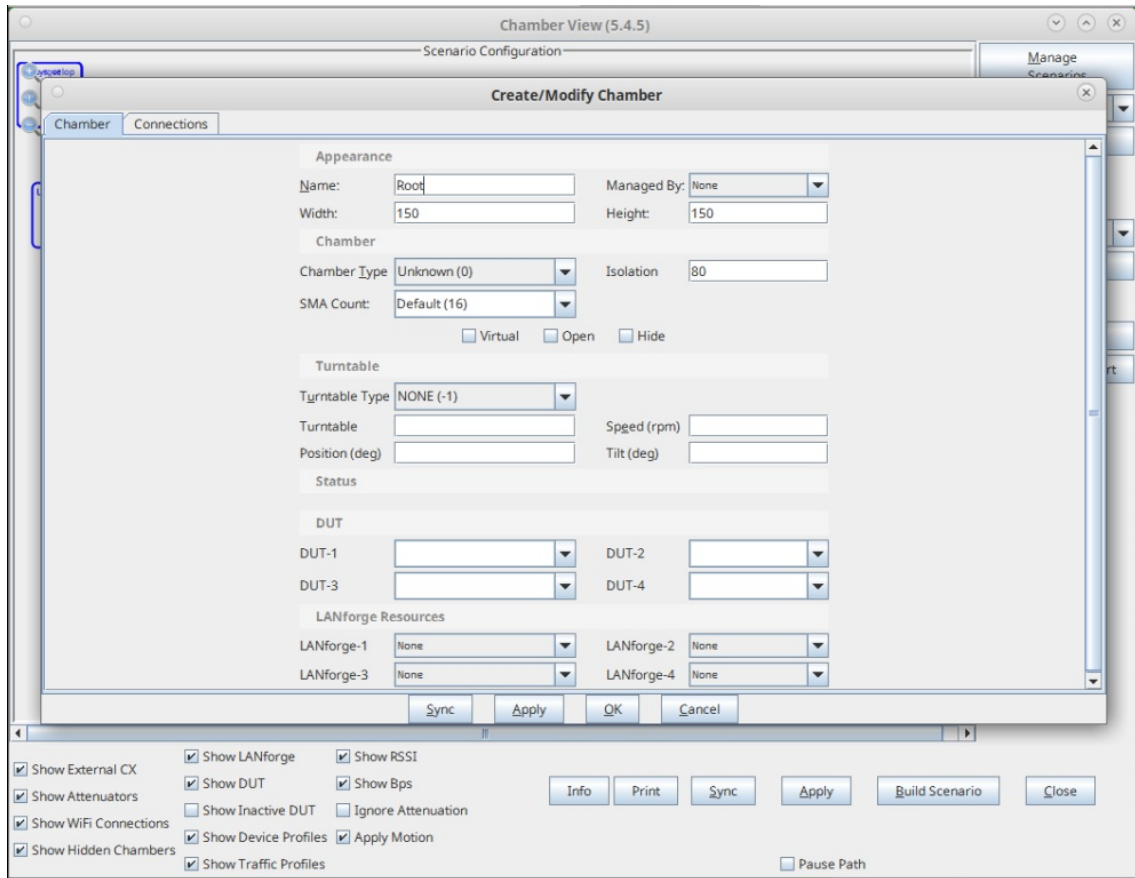 Chamber View (5.4.5)
Scenario Configuration
Manage
Scenarios
Create/Modify Chamber
Chamber Connections
Appearance
Name: Root Managed By: None
Width: 150 Height: 150
Chamber
Chamber Type Unknown (0) Isolation 80
SMA Count: Default (16)
Virtual Open Hide
Turntable
Turntable Type NONE (-1)
Turntable Speed (rpm)
Position (deg) Tilt (deg)
Status
DUT
DUT-1 DUT-2
DUT-3 DUT-4
LANforge Resources
LANforge-1 None LANforge-2 None
LANforge-3 None LANforge-4 None
Sync Apply OK Cancel
Show External CX Show LANforge Show RSSI
Show Attenuators Show DUT Show Bps
Show WiFi Connections Show Inactive DUT Ignore Attenuation
Show Hidden Chambers Show Device Profiles Apply Motion
Show Traffic Profiles
Info Print Sync Apply Build Scenario Close
Pause Path